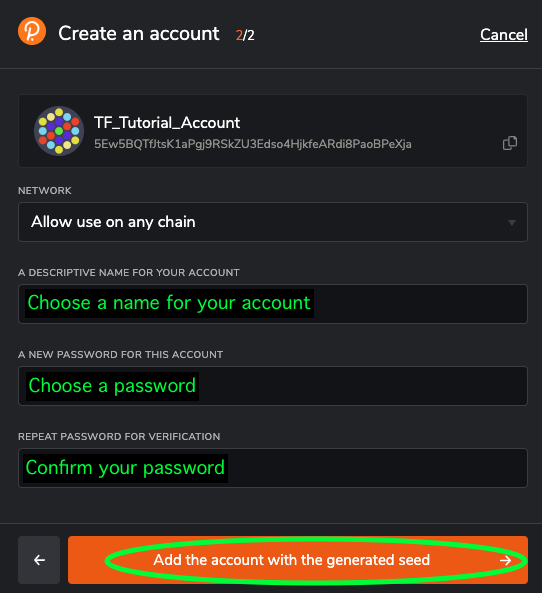 Create an account 2/2 Cancel
TF_Tutorial_Account
5Ew5BQTfJtsK1aPgj9RSkZU3Edso4HjkfeARdi8PaoBPeXja
NETWORK
Allow use on any chain
A DESCRIPTIVE NAME FOR YOUR ACCOUNT
Choose a name for your account
A NEW PASSWORD FOR THIS ACCOUNT
Choose a password
REPEAT PASSWORD FOR VERIFICATION
Confirm your password
Add the account with the generated seed